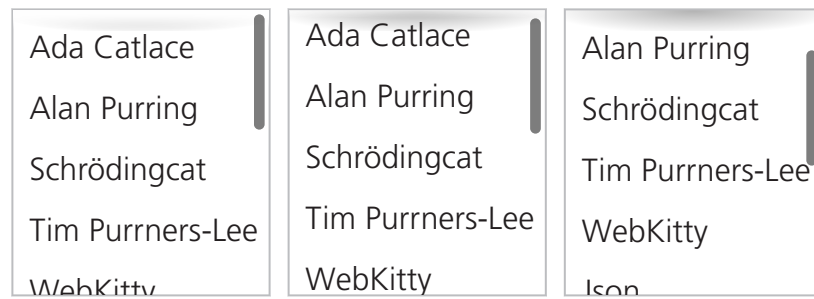 Ada Catlace
Alan Purring
Schrödingcat
Tim Purrners-Lee
WebKitty
Ada Catlace
Alan Purring
Schrödingcat
Tim Purrners-Lee
WebKitty
Alan Purring
Schrödingcat
Tim Purrners-Lee
WebKitty
Json